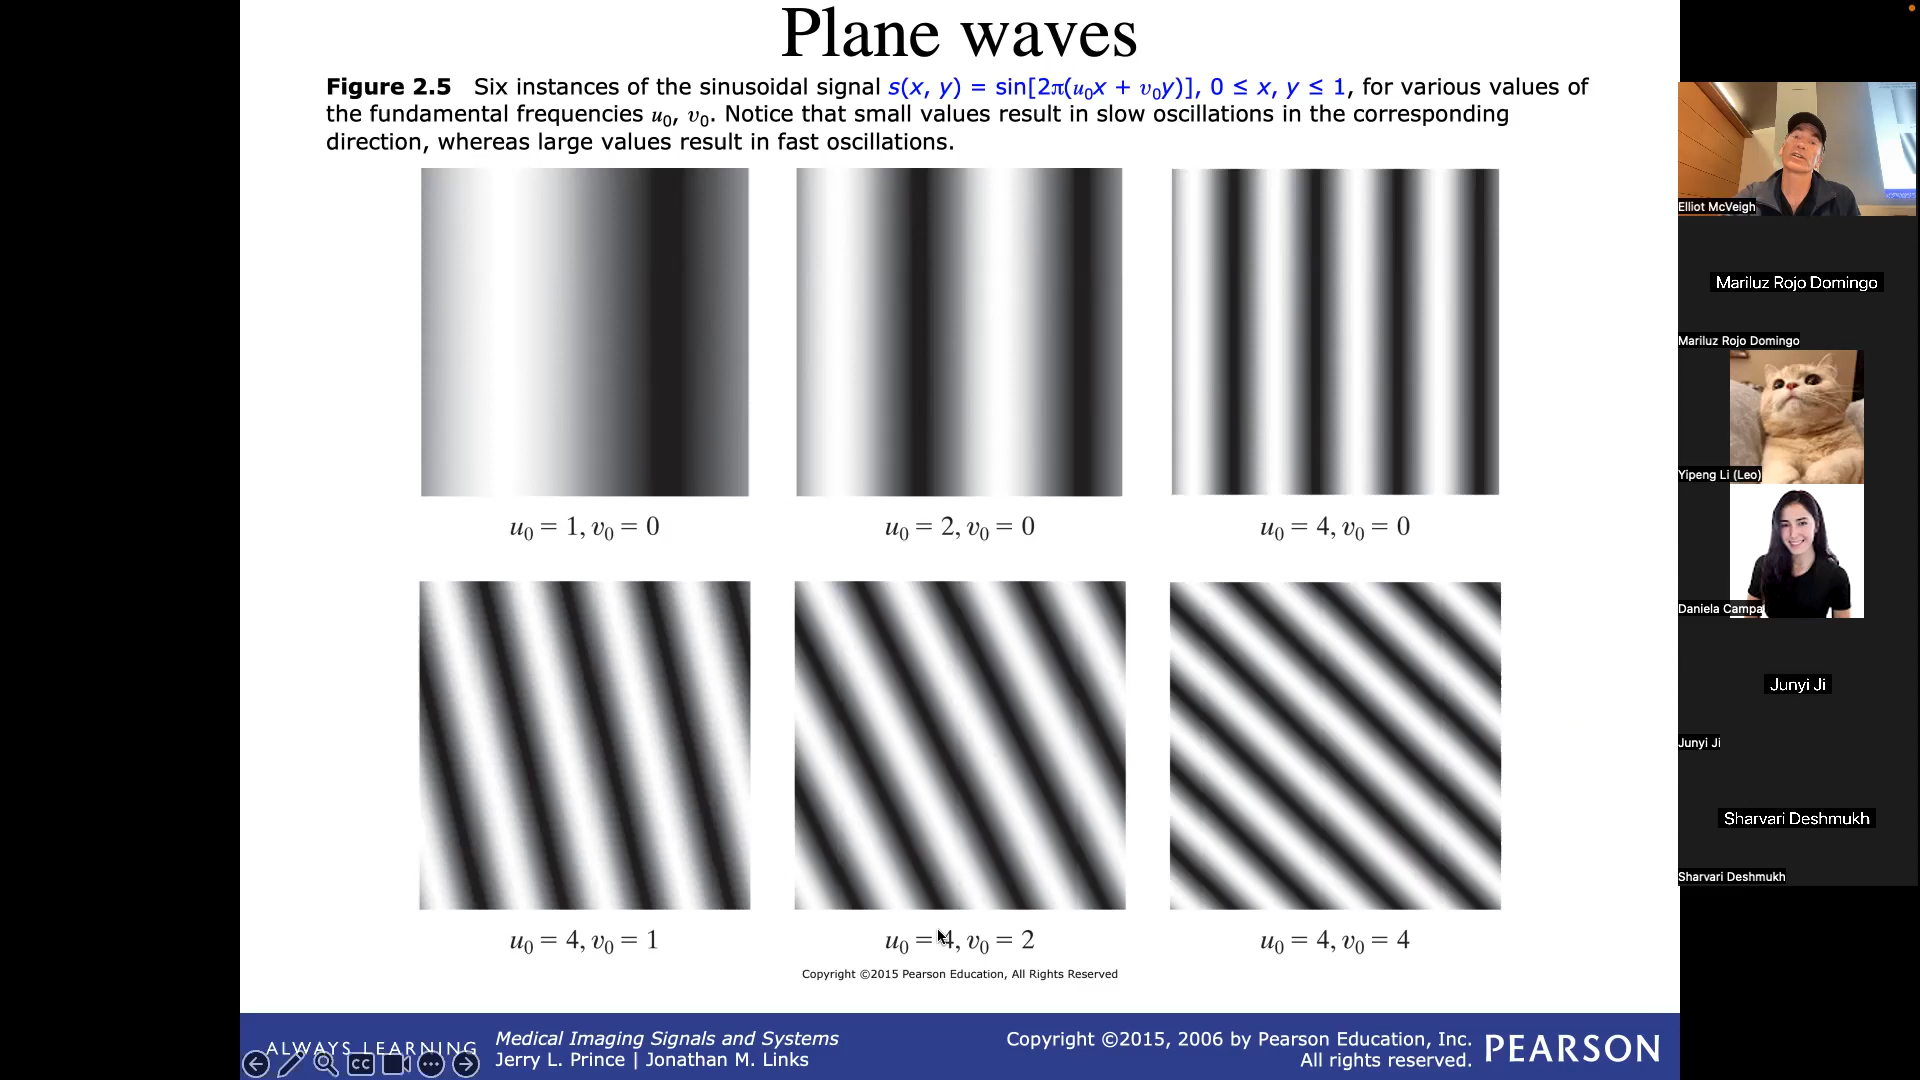 Plane waves
Figure 2.5 Six instances of the sinusoidal signal s(x, y) = sin[2π(u₀x + v₀y)], 0 ≤ x, y ≤ 1, for various values of
the fundamental frequencies u₀, v₀. Notice that small values result in slow oscillations in the corresponding
direction, whereas large values result in fast oscillations.
u₀ = 1, v₀ = 0
u₀ = 2, v₀ = 0
u₀ = 4, v₀ = 0
u₀ = 4, v₀ = 1
u₀ = 4, v₀ = 2
u₀ = 4, v₀ = 4
Copyright ©2015 Pearson Education, All Rights Reserved
ALWAYS LEARNING
Medical Imaging Signals and Systems
Jerry L. Prince | Jonathan M. Links
Copyright ©2015, 2006 by Pearson Education, Inc.
All rights reserved.
PEARSON
CC
Elliot McVeigh
Mariluz Rojo Domingo
Mariluz Rojo Domingo
Yipeng Li (Leo)
Daniela Campa
Junyi Ji
Junyi Ji
Sharvari Deshmukh
Sharvari Deshmukh